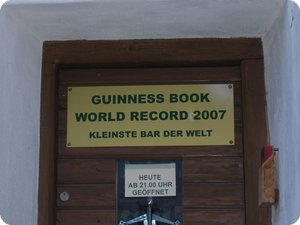 GUINNESS BOOK
WORLD RECORD 2007
KLEINSTE BAR DER WELT
HEUTE
AB 21.00 UHR
GEÖFFNET